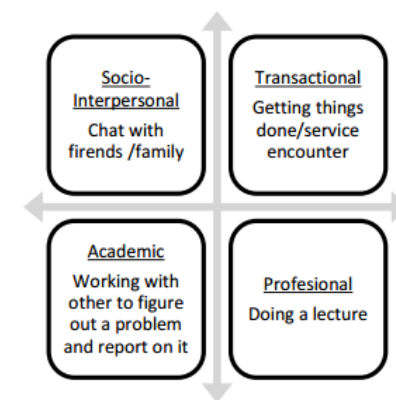 Socio-
Interpersonal
Chat with
firends /family
Transactional
Getting things
done/service
encounter
Academic
Working with
other to figure
out a problem
and report on it
Profesional
Doing a lecture